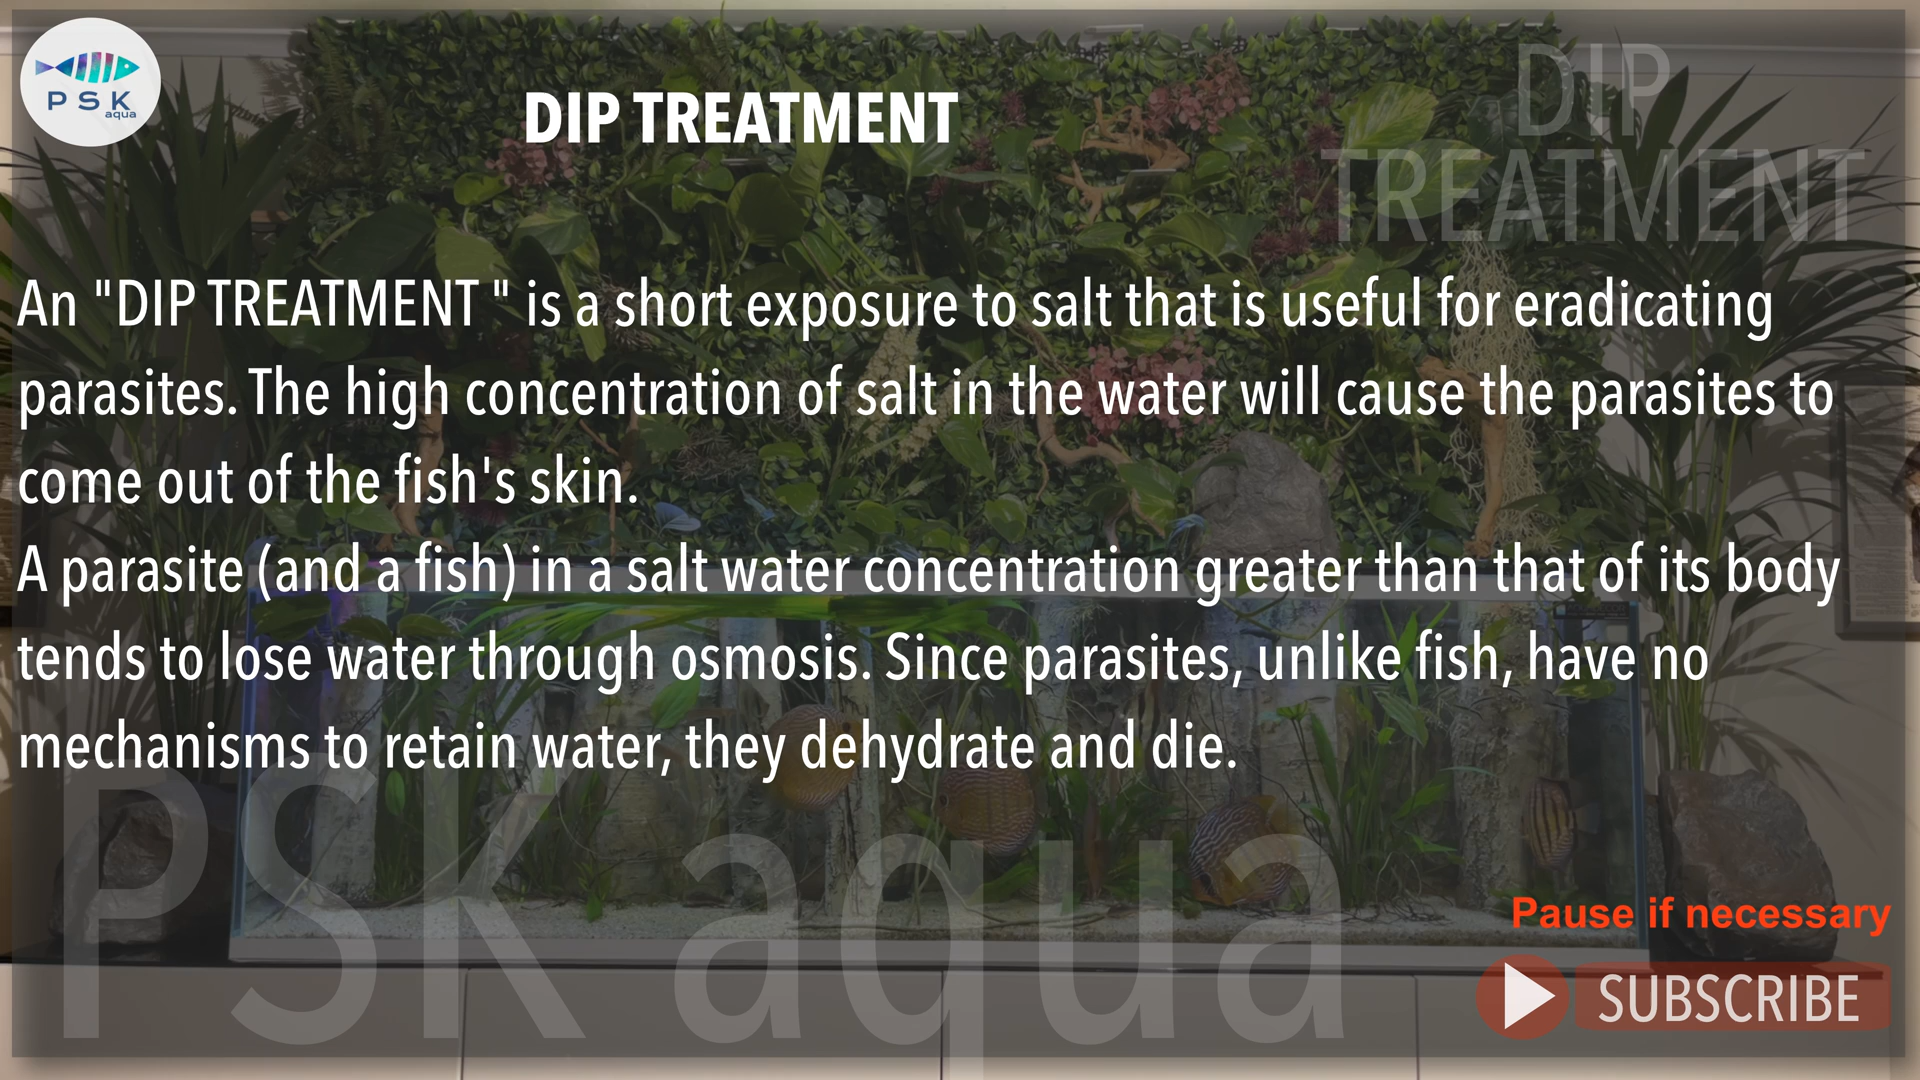 PSK
aqua
DIP TREATMENT
DIP
TREATMENT
An "DIP TREATMENT " is a short exposure to salt that is useful for eradicating
parasites. The high concentration of salt in the water will cause the parasites to
come out of the fish's skin.
A parasite (and a fish) in a salt water concentration greater than that of its body
tends to lose water through osmosis. Since parasites, unlike fish, have no
mechanisms to retain water, they dehydrate and die.
PSK aqua
Pause if necessary
SUBSCRIBE